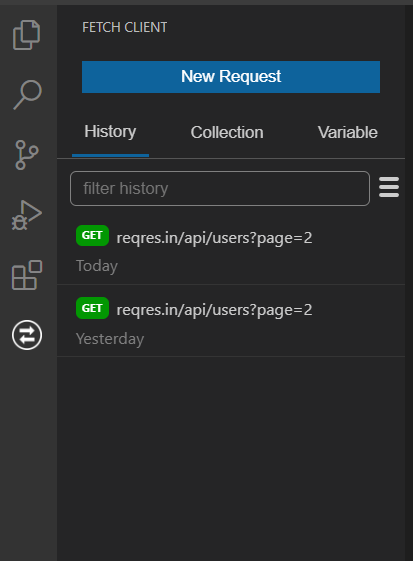 FETCH CLIENT
New Request
History Collection Variable
filter history
GET reqres.in/api/users?page=2
Today
GET reqres.in/api/users?page=2
Yesterday